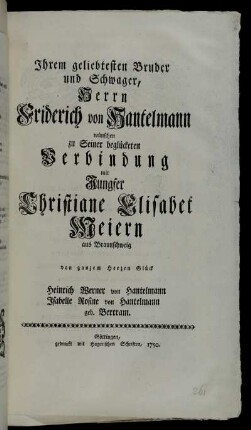 Ihrem geliebtesten Bruder
und Schwager,
Herrn
Friderich von Hantelmann
wünschen
zu Seiner beglückten
Verbindung
mit
Jungfer
Christiane Elisabet
Meiern
aus Braunschweig
von ganzem Herzen Glück
Heinrich Werner von Hantelmann
Isabelle Rosine von Hantelmann
geb. Bertram.
Göttingen,
gedruckt mit Hagerschen Schriften, 1750.